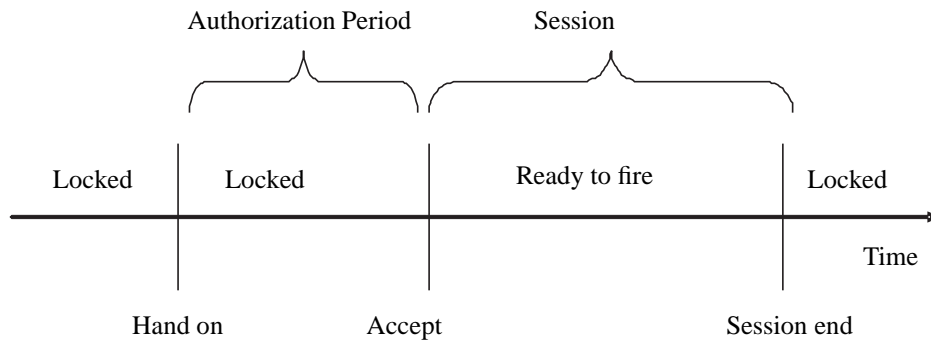 Authorization Period
Session
Locked
Locked
Ready to fire
Locked
Time
Hand on
Accept
Session end